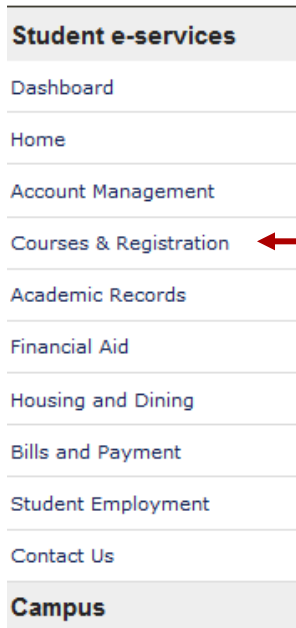 Student e-services
Dashboard
Home
Account Management
Courses & Registration
Academic Records
Financial Aid
Housing and Dining
Bills and Payment
Student Employment
Contact Us
Campus